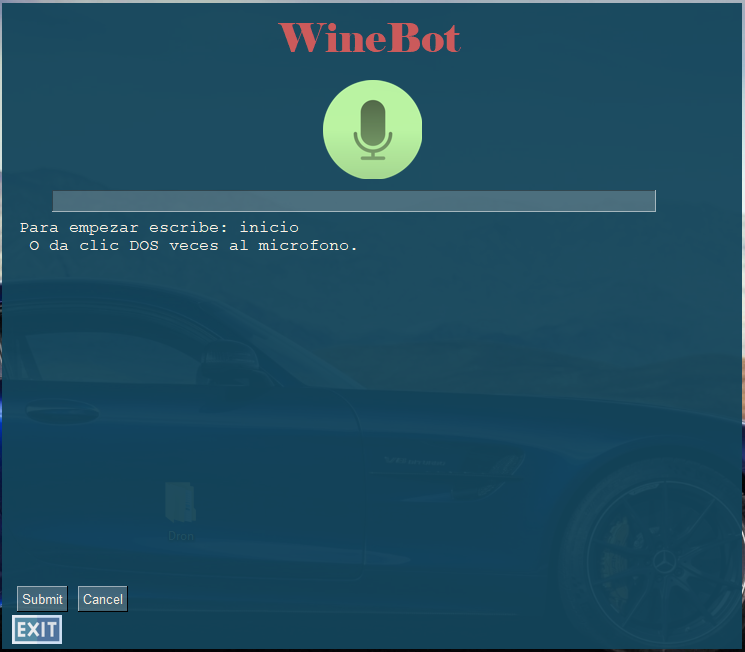 WineBot
Para empezar escribe: inicio
O da clic DOS veces al microfono.
Dron
Submit Cancel
EXIT